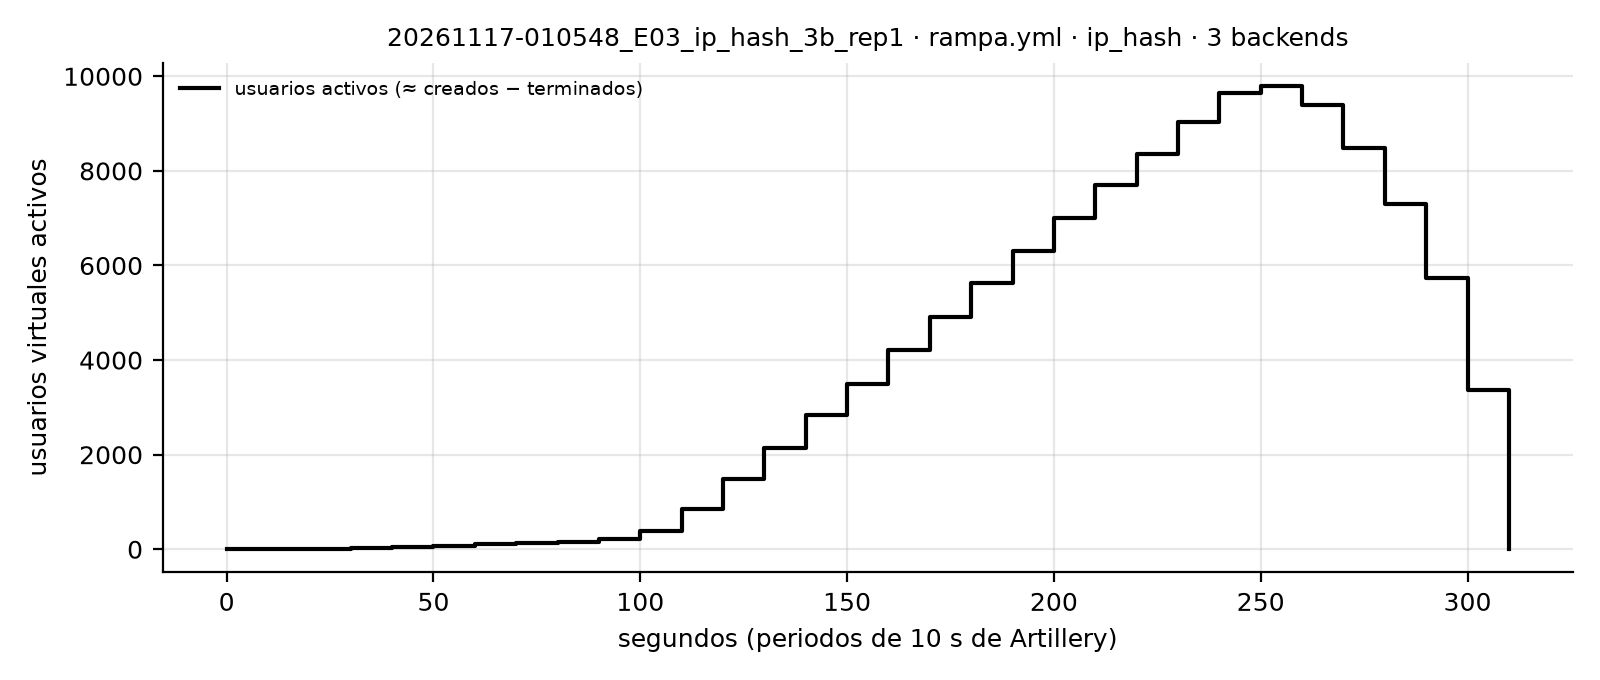 20261117-010548_E03_ip_hash_3b_rep1 · rampa.yml · ip_hash · 3 backends
usuarios activos (≈ creados − terminados)
usuarios virtuales activos
10000
8000
6000
4000
2000
0
0 50 100 150 200 250 300
segundos (periodos de 10 s de Artillery)